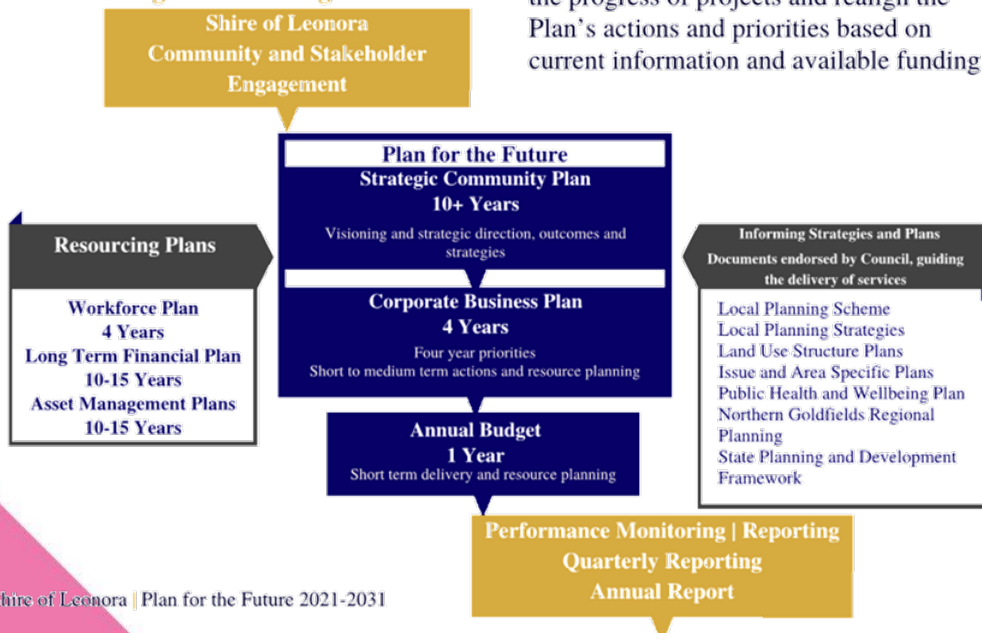 the progress of projects and realign the
Plan's actions and priorities based on
current information and available funding
Shire of Leonora
Community and Stakeholder
Engagement
Plan for the Future
Strategic Community Plan
10+ Years
Visioning and strategic direction, outcomes and
strategies
Corporate Business Plan
4 Years
Four year priorities
Short to medium term actions and resource planning
Annual Budget
1 Year
Short term delivery and resource planning
Resourcing Plans
Workforce Plan
4 Years
Long Term Financial Plan
10-15 Years
Asset Management Plans
10-15 Years
Informing Strategies and Plans
Documents endorsed by Council, guiding
the delivery of services
Local Planning Scheme
Local Planning Strategies
Land Use Structure Plans
Issue and Area Specific Plans
Public Health and Wellbeing Plan
Northern Goldfields Regional
Planning
State Planning and Development
Framework
Performance Monitoring | Reporting
Quarterly Reporting
Annual Report
hire of Leonora | Plan for the Future 2021-2031